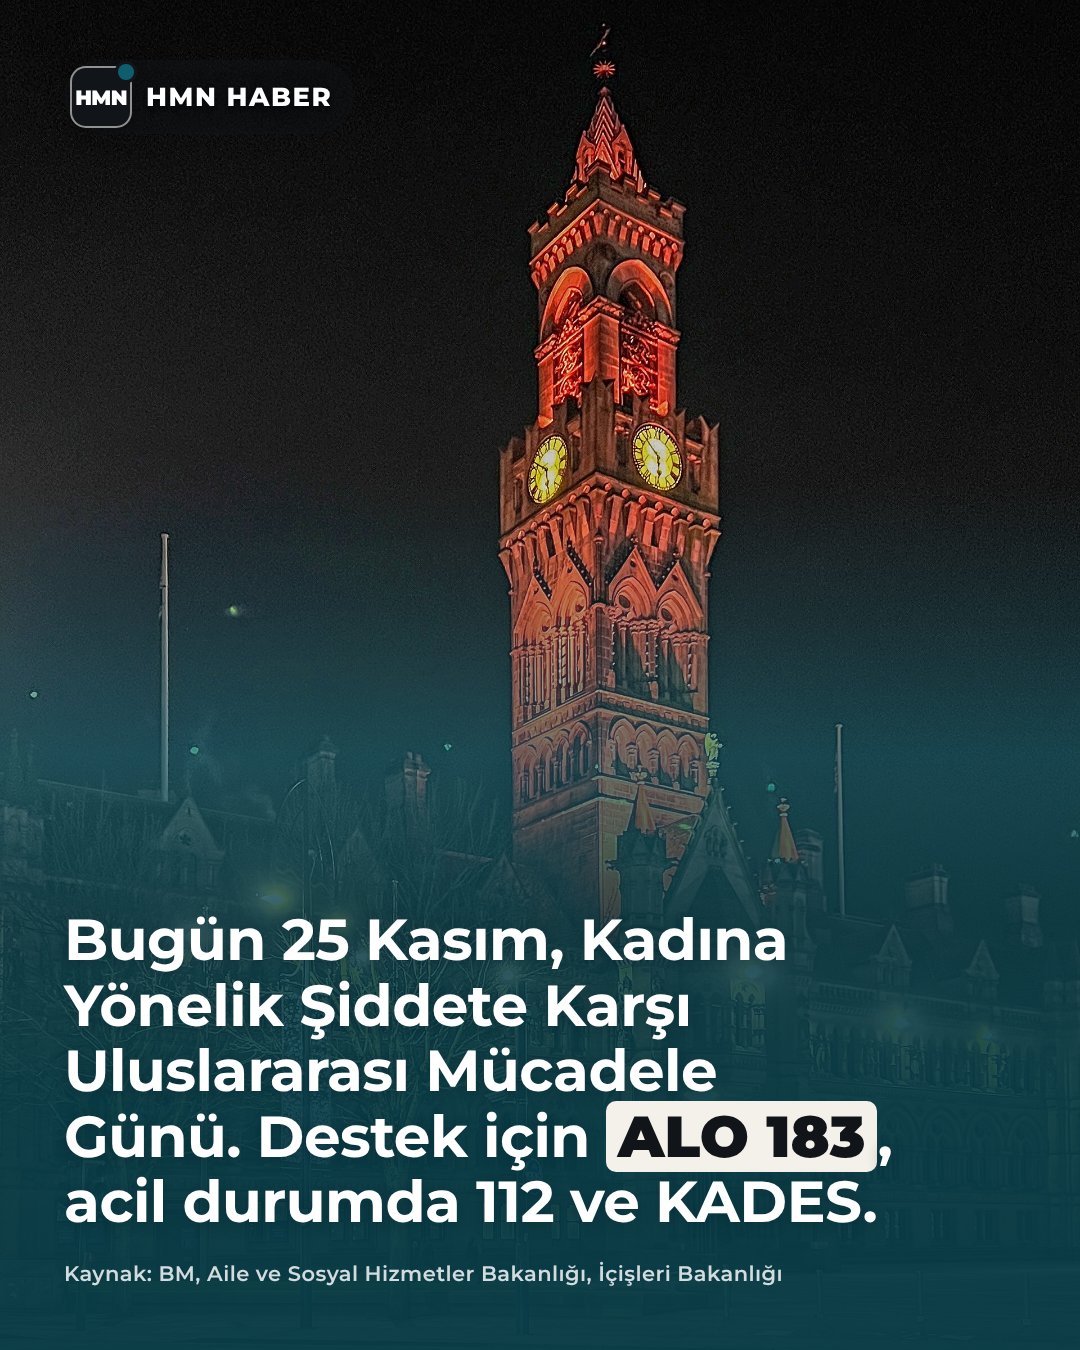 HMN HMN HABER
Bugün 25 Kasım, Kadına
Yönelik Şiddete Karşı
Uluslararası Mücadele
Günü. Destek için ALO 183,
acil durumda 112 ve KADES.
Kaynak: BM, Aile ve Sosyal Hizmetler Bakanlığı, İçişleri Bakanlığı